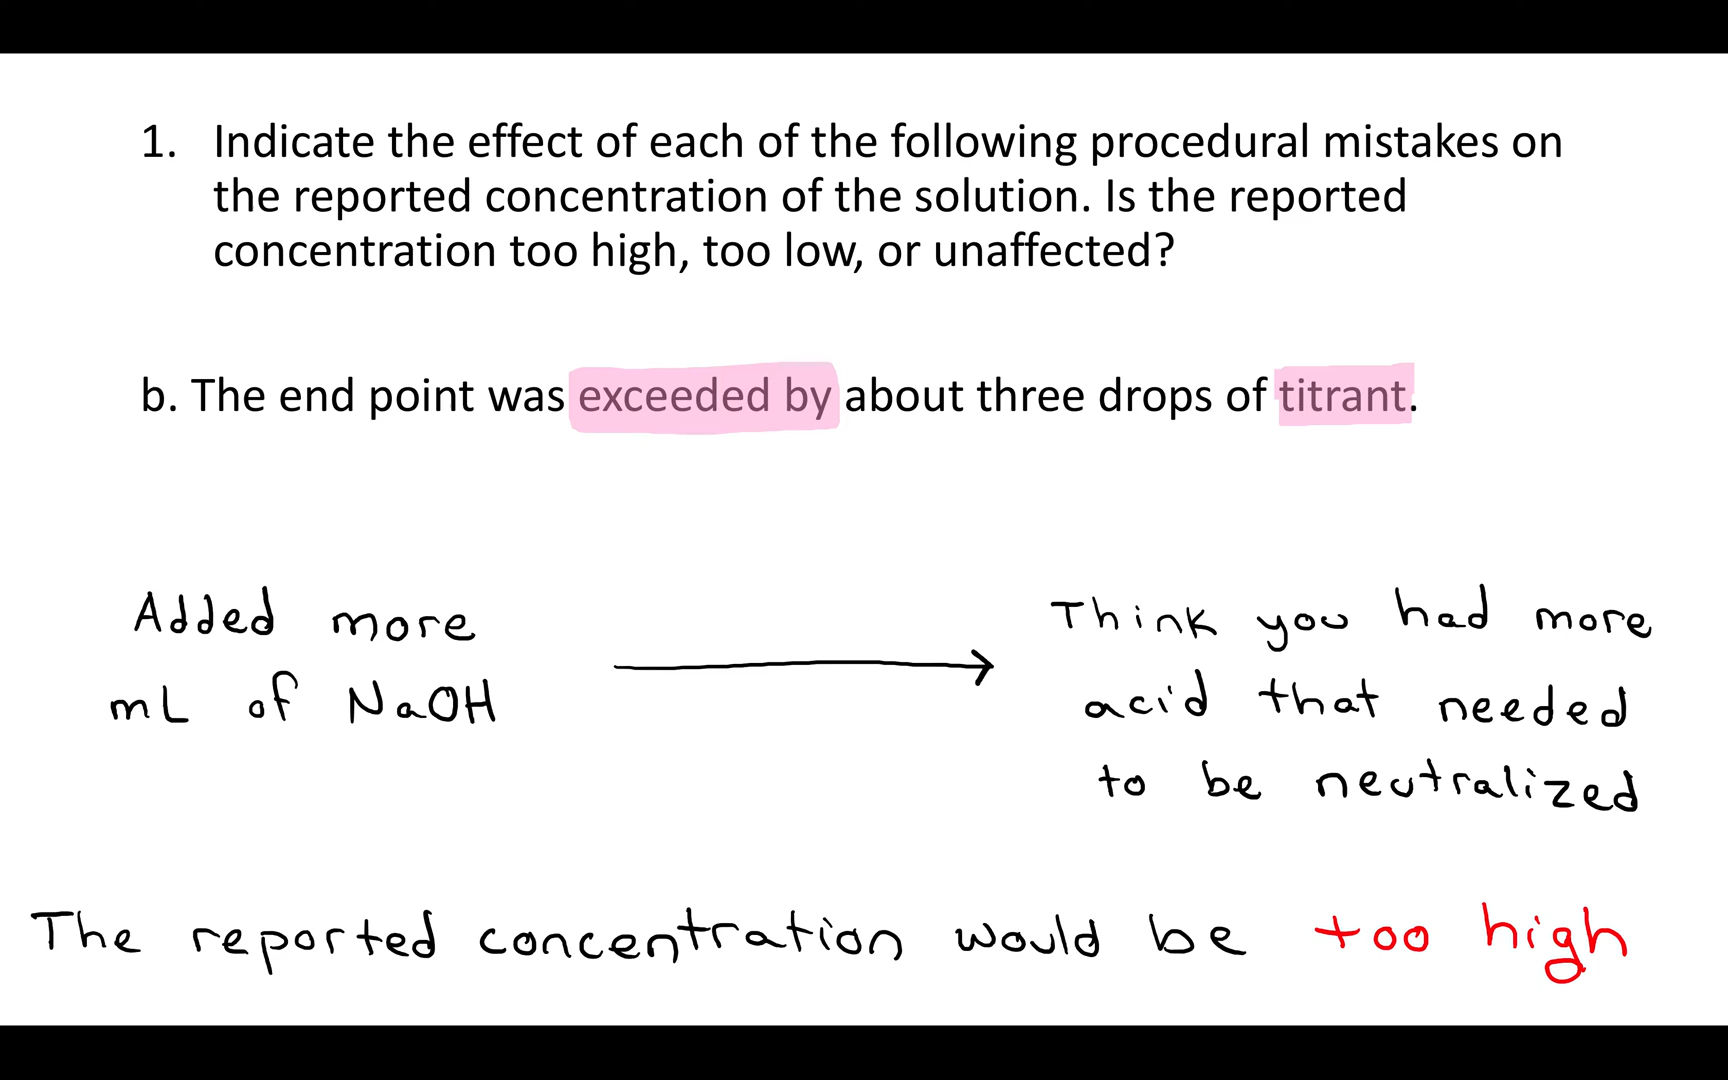 1. Indicate the effect of each of the following procedural mistakes on
the reported concentration of the solution. Is the reported
concentration too high, too low, or unaffected?
b. The end point was exceeded by about three drops of titrant.
Added more
mL of NaOH
Think you had more
acid that needed
to be neutralized
The reported concentration would be too high